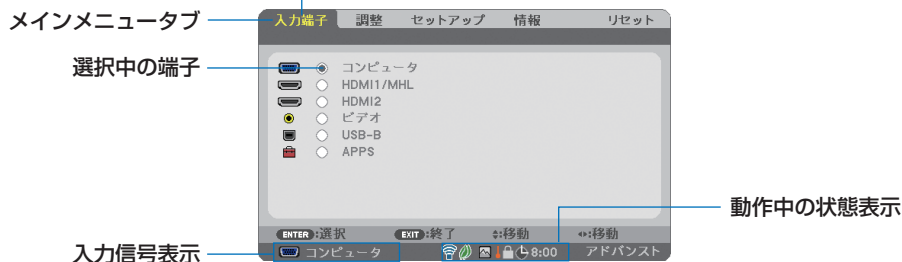 メインメニュータブ
入力端子 調整 セットアップ 情報 リセット
選択中の端子
コンピュータ
HDMI1/MHL
HDMI2
ビデオ
USB-B
APPS
動作中の状態表示
ENTER:選択 EXIT:終了 :移動 :移動
入力信号表示
コンピュータ 8:00 アドバンスト